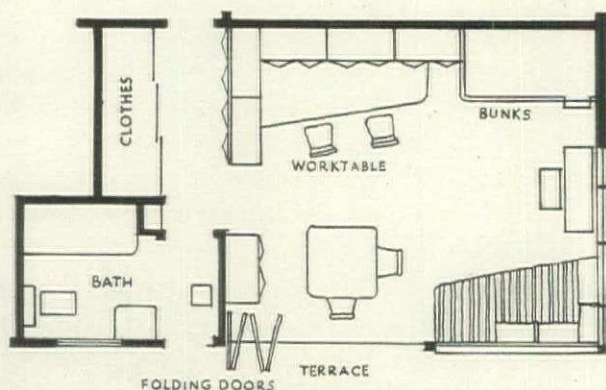 CLOTHES
BUNKS
WORKTABLE
BATH
TERRACE
FOLDING DOORS